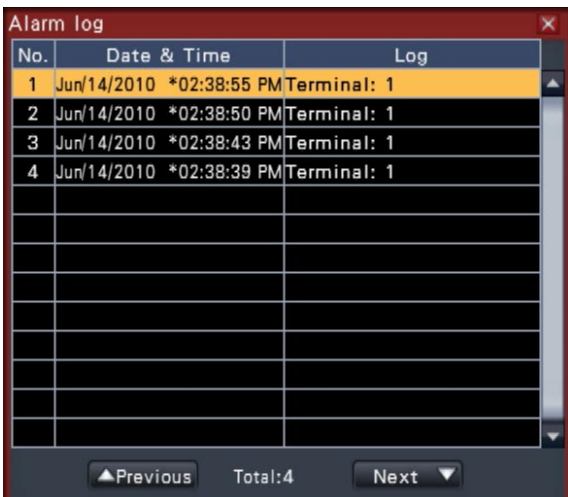 Alarm log
No. Date & Time Log
1 Jun/14/2010 *02:38:55 PM Terminal: 1
2 Jun/14/2010 *02:38:50 PM Terminal: 1
3 Jun/14/2010 *02:38:43 PM Terminal: 1
4 Jun/14/2010 *02:38:39 PM Terminal: 1
▲Previous Total:4 Next ▼